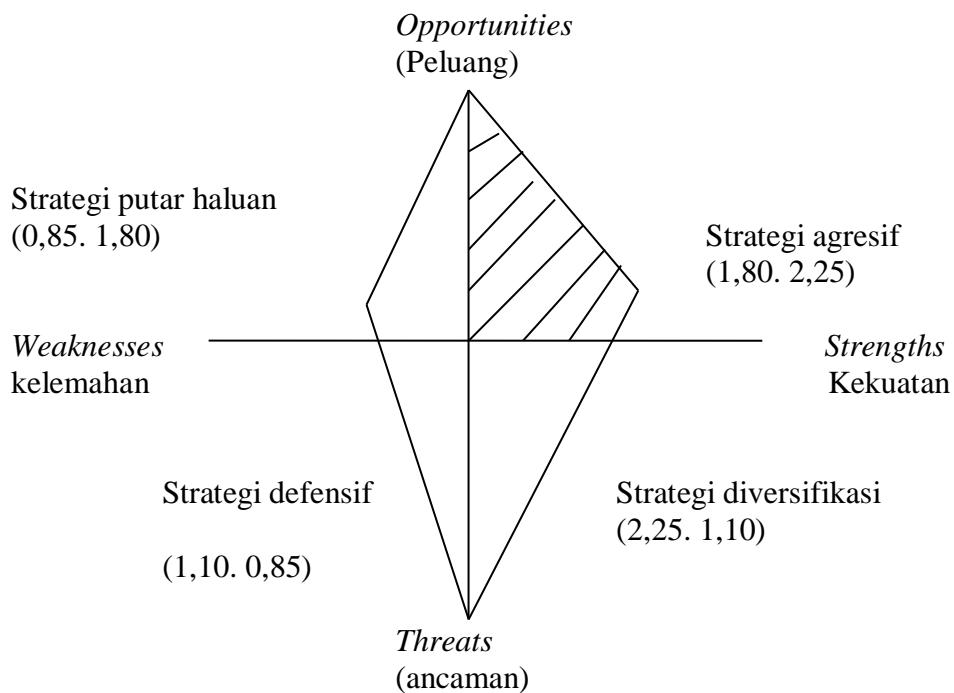 Opportunities
(Peluang)
Strategi putar haluan
(0,85. 1,80)
Strategi agresif
(1,80. 2,25)
Weaknesses
kelemahan
Strengths
Kekuatan
Strategi defensif
(1,10. 0,85)
Strategi diversifikasi
(2,25. 1,10)
Threats
(ancaman)